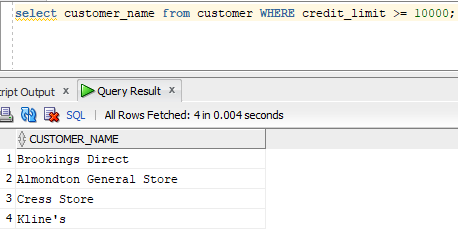 select customer_name from customer WHERE credit_limit >= 10000;
cript Output x Query Result x
SQL | All Rows Fetched: 4 in 0.004 seconds
CUSTOMER_NAME
1 Brookings Direct
2 Almondton General Store
3 Cress Store
4 Kline's